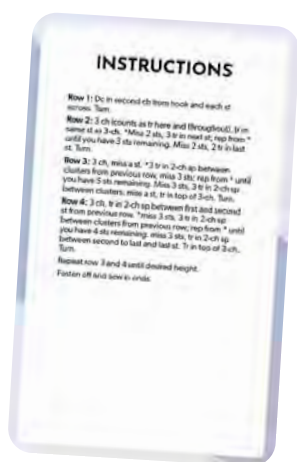 INSTRUCTIONS
Row 1: Dc in second ch from hook and each st
across. Turn.
Row 2: 3 ch (counts as tr here and throughout), tr in
same st as 3-ch. *Miss 2 sts, 3 tr in next st; rep from *
until you have 3 sts remaining. Miss 2 sts, 2 tr in last
st. Turn.
Row 3: 3 ch, miss a st. *3 tr in 2-ch sp between
clusters from previous row, miss 3 sts; rep from * until
you have 5 sts remaining. Miss 3 sts, 3 tr in 2-ch sp
between clusters, miss a st, tr in top of 3-ch. Turn.
Row 4: 3 ch, tr in 2-ch sp between first and second
st from previous row. *miss 3 sts, 3 tr in 2-ch sp
between clusters from previous row; rep from * until
you have 4 sts remaining. miss 3 sts, tr in 2-ch sp
between second to last and last st. Tr in top of 3-ch.
Turn.
Repeat row 3 and 4 until desired height.
Fasten off and sew in ends.